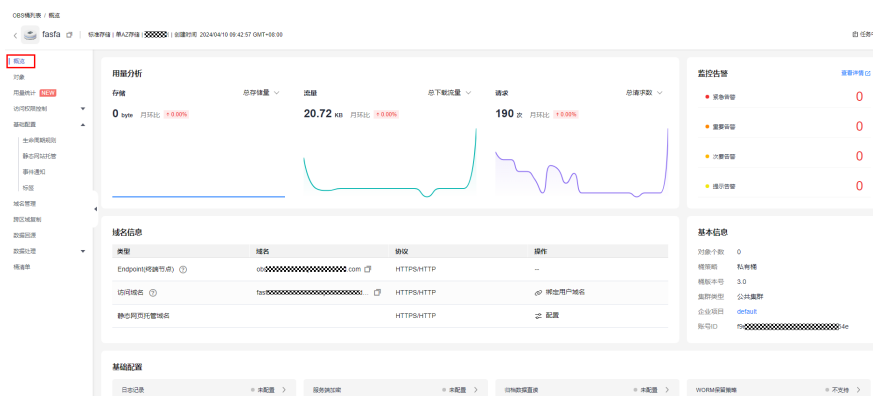 OBS桶列表 / 概览
fasfa
标准存储 | 单AZ存储 | | 创建时间 2024/04/10 09:42:57 GMT+08:00
任务中
概览
对象
用量统计 NEW
访问权限控制
基础配置
生命周期规则
静态网站托管
事件通知
标签
域名管理
跨区域复制
数据回源
数据处理
桶清单
用量分析
存储 总存储量
0 byte 月环比 +0.00%
流量 总下载流量
20.72 KB 月环比 +0.00%
请求 总请求数
190 次 月环比 +0.00%
监控告警 查看详情
紧急告警 0
重要告警 0
次要告警 0
提示告警 0
域名信息
类型 域名 协议 操作
Endpoint(终端节点) obs .com HTTPS/HTTP --
访问域名 fasf ... HTTPS/HTTP 绑定用户域名
静态网页托管域名 HTTPS/HTTP 配置
基本信息
对象个数 0
桶策略 私有桶
桶版本号 3.0
集群类型 公共集群
企业项目 default
账号ID f9 34e
基础配置
日志记录 未配置
服务端加密 未配置
归档数据直读 未配置
WORM保留策略 不支持